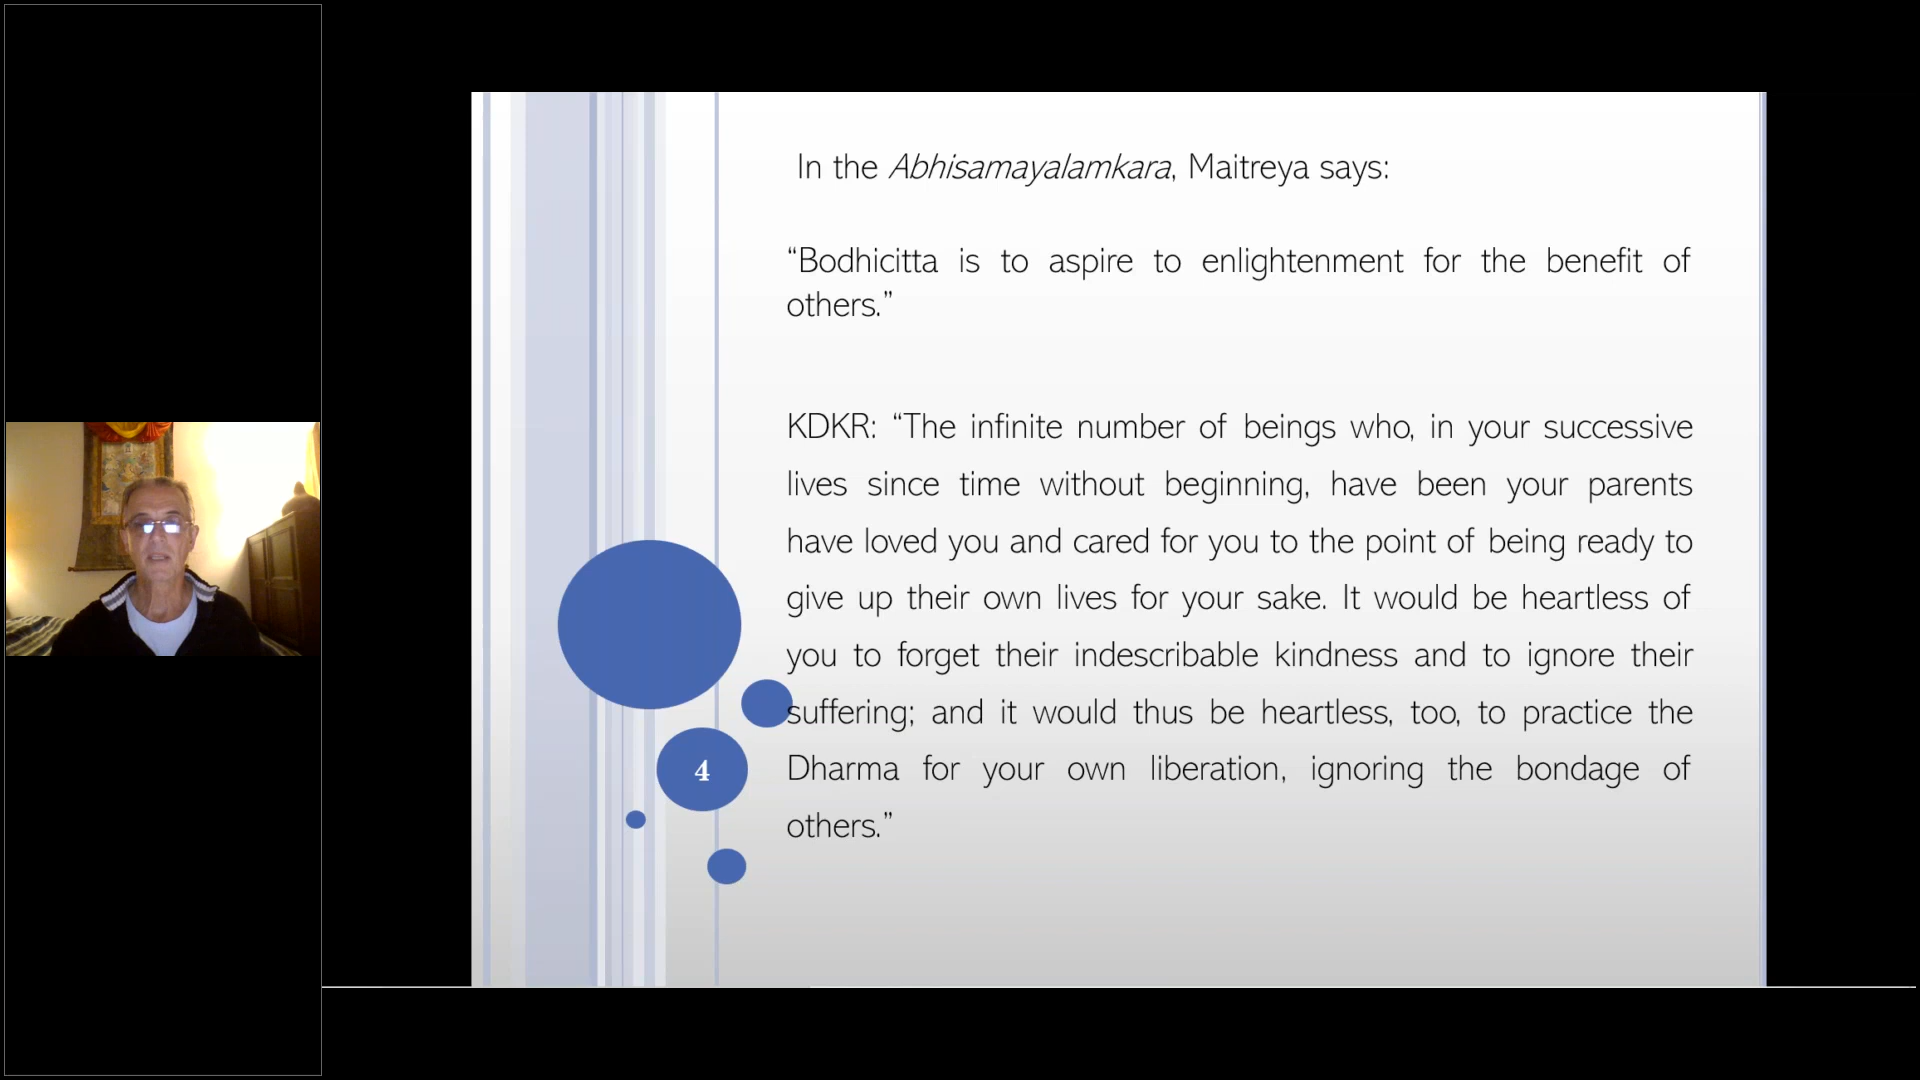 In the Abhisamayalamkara, Maitreya says:
“Bodhicitta is to aspire to enlightenment for the benefit of
others.”
KDKR: “The infinite number of beings who, in your successive
lives since time without beginning, have been your parents
have loved you and cared for you to the point of being ready to
give up their own lives for your sake. It would be heartless of
you to forget their indescribable kindness and to ignore their
suffering; and it would thus be heartless, too, to practice the
Dharma for your own liberation, ignoring the bondage of
others.”
4